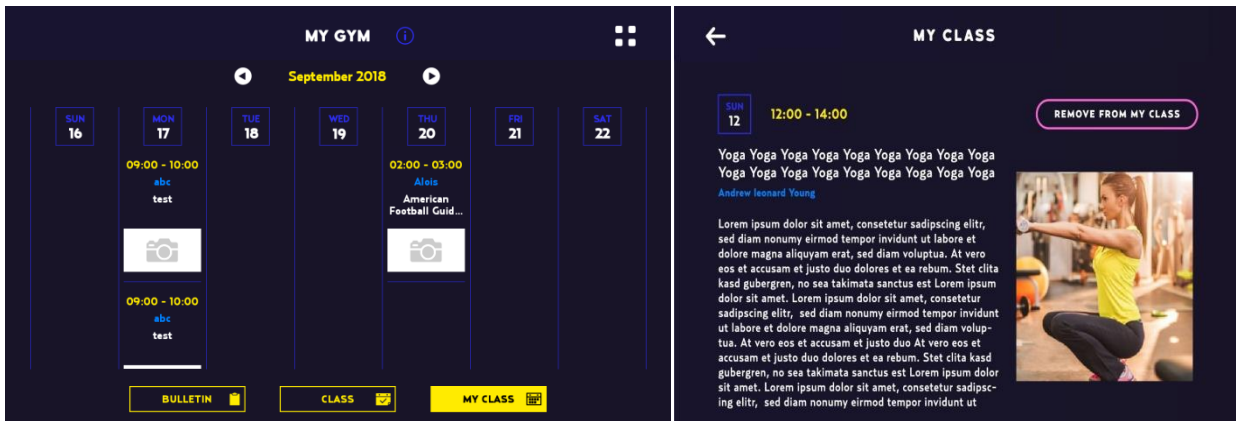 MY GYM
September 2018
SUN
16
MON
17
TUE
18
WED
19
THU
20
FRI
21
SAT
22
09:00 - 10:00
abc
test
09:00 - 10:00
abc
test
02:00 - 03:00
Alois
American
Football Guid...
BULLETIN
CLASS
MY CLASS
MY CLASS
SUN
12
12:00 - 14:00
REMOVE FROM MY CLASS
Yoga Yoga Yoga Yoga Yoga Yoga Yoga Yoga Yoga
Yoga Yoga Yoga Yoga Yoga Yoga Yoga Yoga Yoga
Andrew leonard Young
Lorem ipsum dolor sit amet, consetetur sadipscing elitr,
sed diam nonumy eirmod tempor invidunt ut labore et
dolore magna aliquyam erat, sed diam voluptua. At vero
eos et accusam et justo duo dolores et ea rebum. Stet clita
kasd gubergren, no sea takimata sanctus est Lorem ipsum
dolor sit amet. Lorem ipsum dolor sit amet, consetetur
sadipscing elitr,  sed diam nonumy eirmod tempor invidunt
ut labore et dolore magna aliquyam erat, sed diam volup-
tua. At vero eos et accusam et justo duo At vero eos et
accusam et justo duo dolores et ea rebum. Stet clita kasd
gubergren, no sea takimata sanctus est Lorem ipsum dolor
sit amet. Lorem ipsum dolor sit amet, consetetur sadipsc-
ing elitr,  sed diam nonumy eirmod tempor invidunt ut